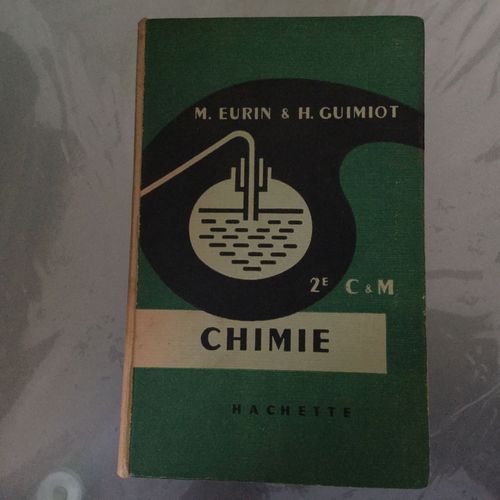 M. EURIN & H. GUIMIOT
2E C & M
CHIMIE
HACHETTE